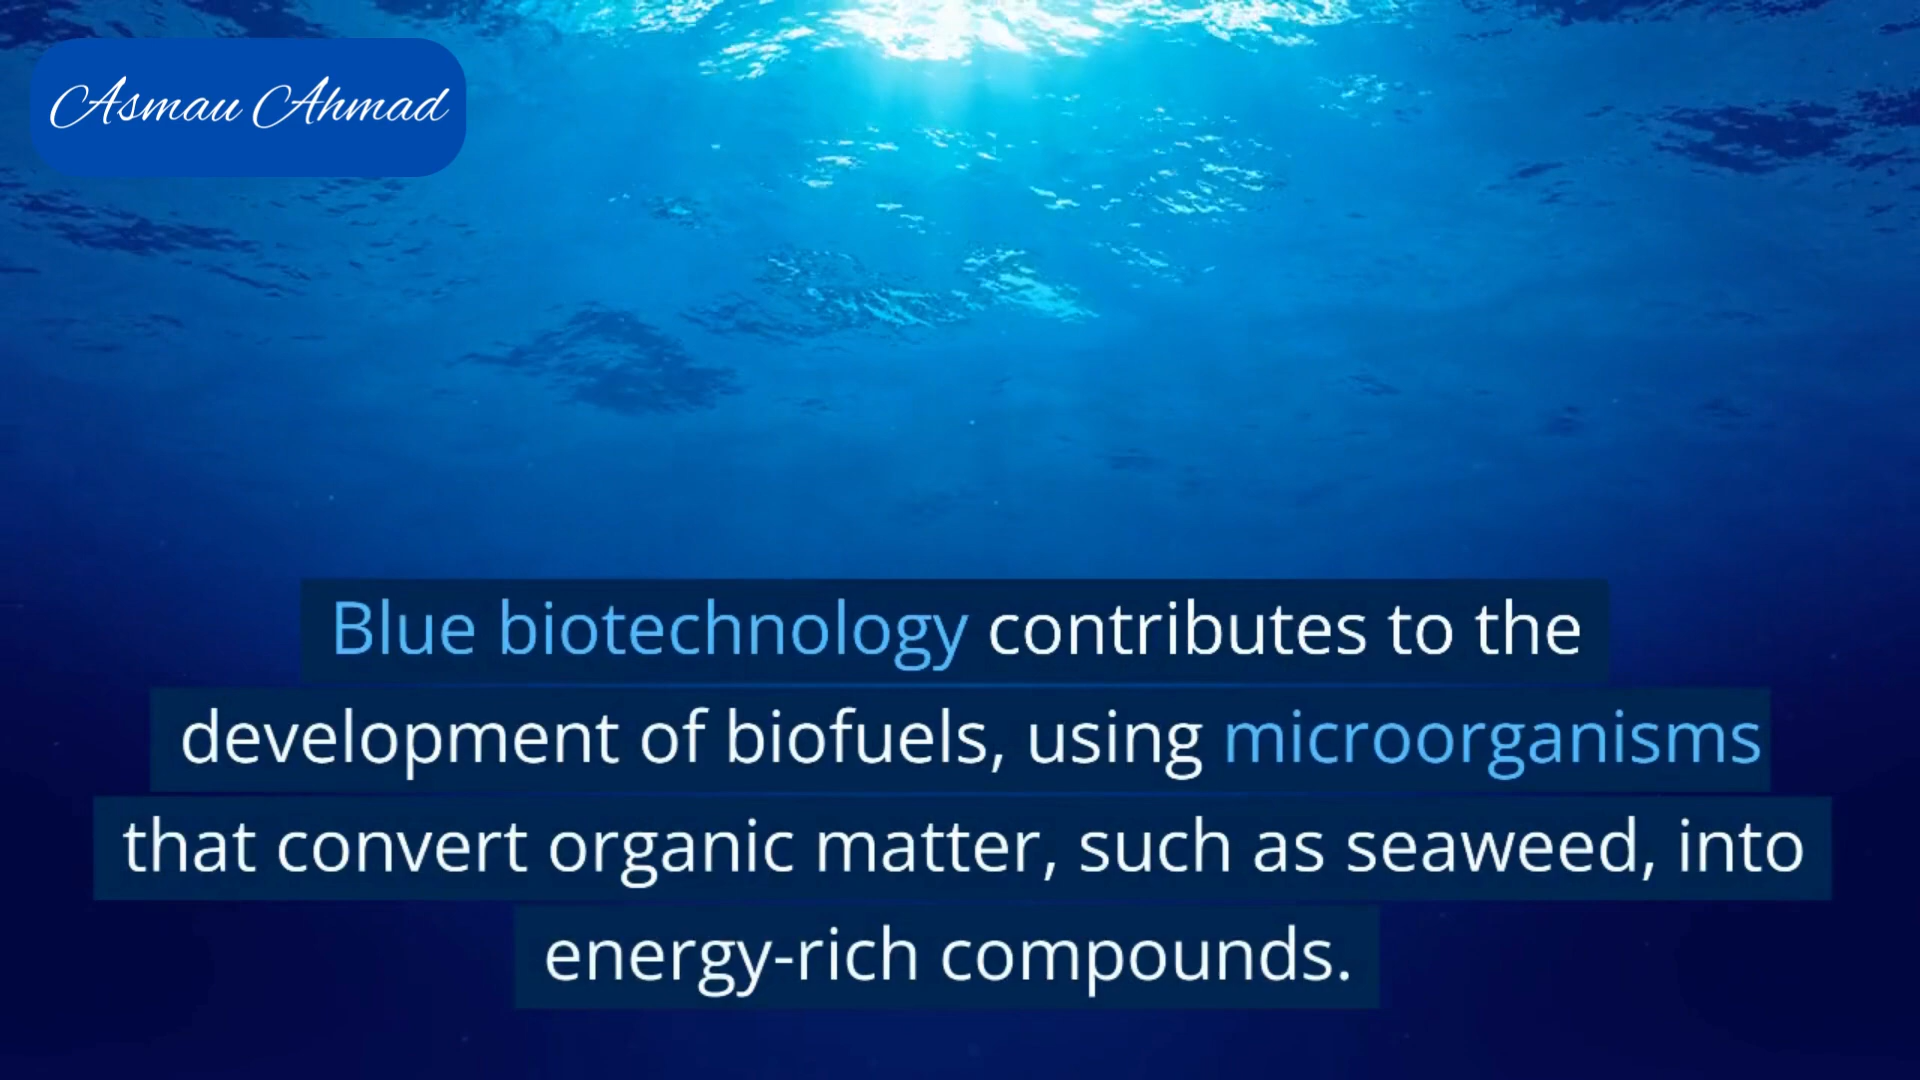 Asmau Ahmad
Blue biotechnology contributes to the
development of biofuels, using microorganisms
that convert organic matter, such as seaweed, into
energy-rich compounds.